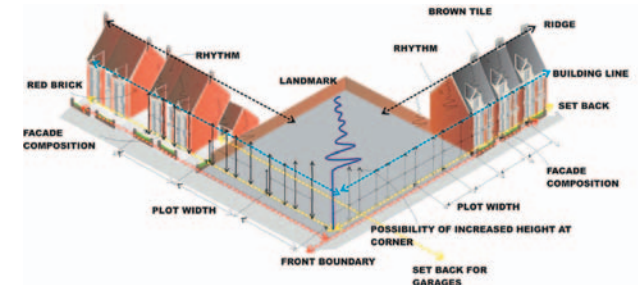 BROWN TILE
RIDGE
RHYTHM
RHYTHM
LANDMARK
BUILDING LINE
RED BRICK
SET BACK
FACADE
COMPOSITION
FACADE
COMPOSITION
PLOT WIDTH
PLOT WIDTH
POSSIBILITY OF INCREASED HEIGHT AT
CORNER
FRONT BOUNDARY
SET BACK FOR
GARAGES